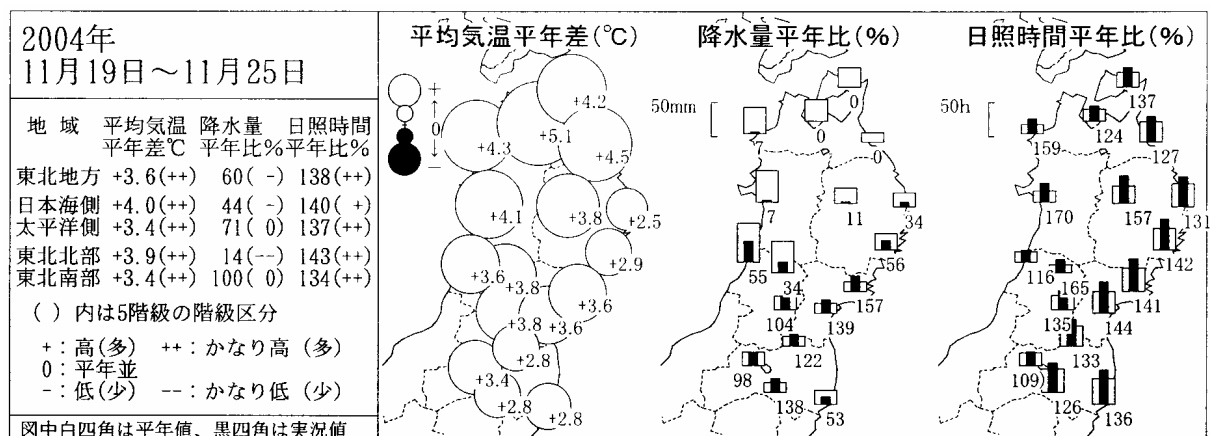 2004年
11月19日～11月25日
地 域 平均気温 降水量 日照時間
平年差℃ 平年比% 平年比%
東北地方 +3.6(++) 60( -) 138(++)
日本海側 +4.0(++) 44( -) 140( +)
太平洋側 +3.4(++) 71( 0) 137(++)
東北北部 +3.9(++) 14(--) 143(++)
東北南部 +3.4(++) 100( 0) 134(++)
( ) 内は5階級の階級区分
+：高(多) ++：かなり高 (多)
0：平年並
-：低(少) --：かなり低 (少)
図中白四角は平年値、黒四角は実況値
平均気温平年差(℃)
+
0
-
+4.2
+5.1
+4.3
+4.5
+4.1
+3.8
+2.5
+2.9
+3.6
+3.8
+3.6
+3.8
+3.6
+2.8
+3.4
+2.8
+2.8
降水量平年比(%)
50mm
0
0
7
0
7
11
34
56
55
34
157
104
139
122
98
138
53
日照時間平年比(%)
50h
137
124
159
127
170
157
131
142
116
165
141
135
144
133
109
126
136